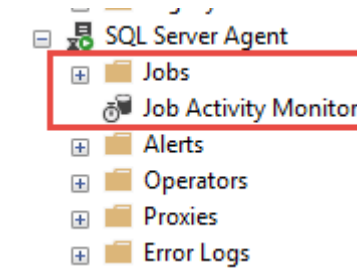 SQL Server Agent
Jobs
Job Activity Monitor
Alerts
Operators
Proxies
Error Logs